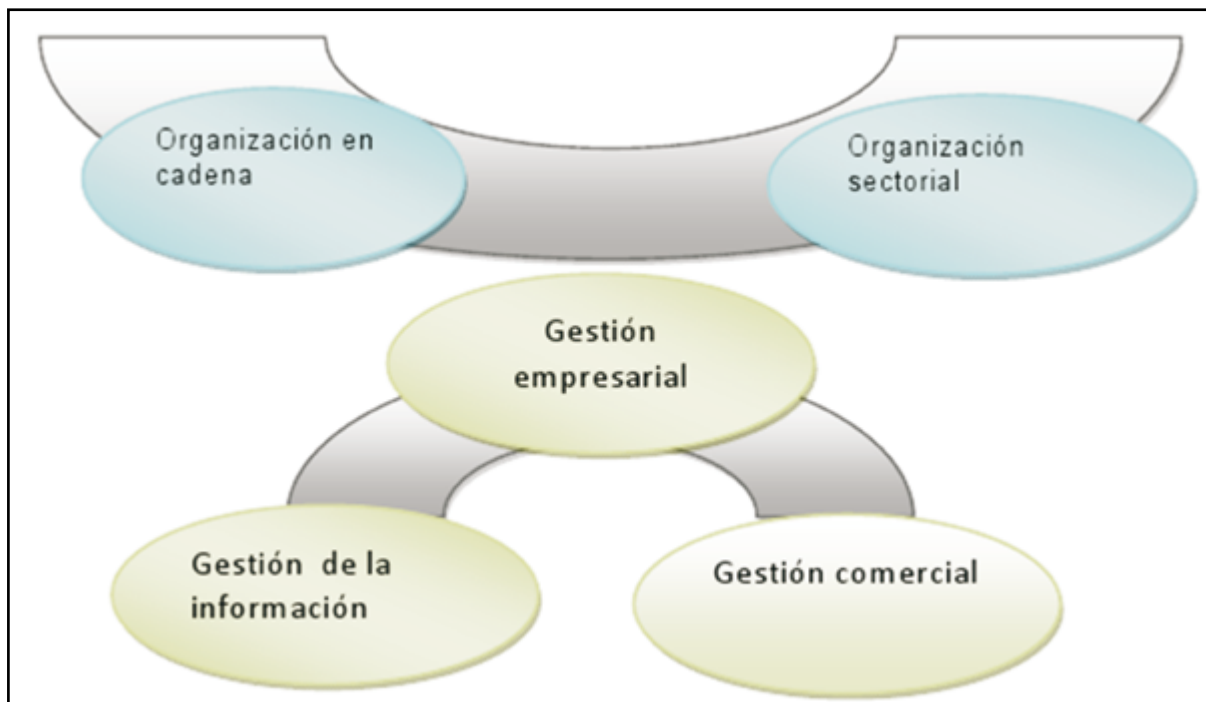 Organización en
cadena
Organización
sectorial
Gestión
empresarial
Gestión de la
información
Gestión comercial